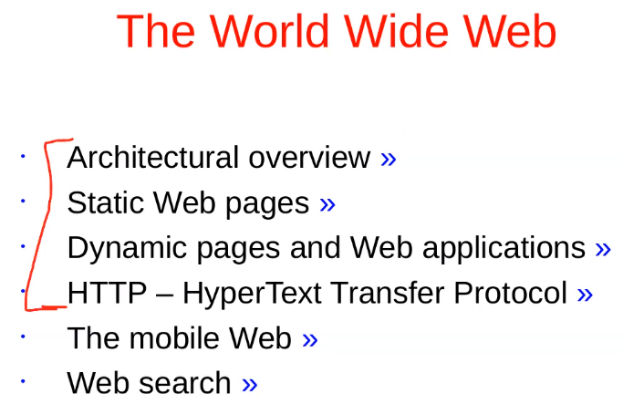 The World Wide Web
· Architectural overview »
· Static Web pages »
· Dynamic pages and Web applications »
· HTTP – HyperText Transfer Protocol »
· The mobile Web »
· Web search »